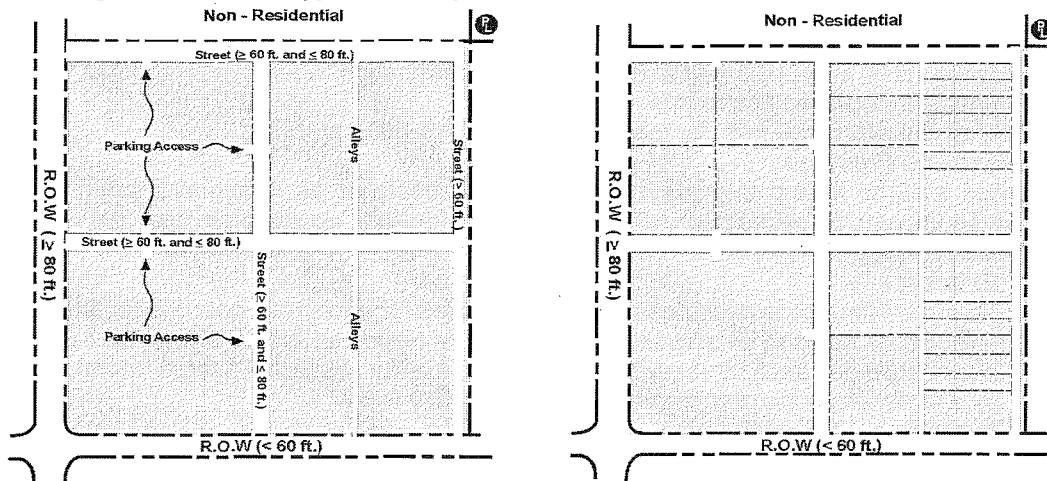 Non - Residential
PL
Street (≥ 60 ft. and ≤ 80 ft.)
Parking Access
Alleys
Street (≥ 60 ft.)
R.O.W (≥ 80 ft.)
Street (≥ 60 ft. and ≤ 80 ft.)
Street (≥ 60 ft. and ≤ 80 ft.)
Parking Access
Alleys
R.O.W (< 60 ft.)
Non - Residential
PL
R.O.W (≥ 80 ft.)
R.O.W (< 60 ft.)